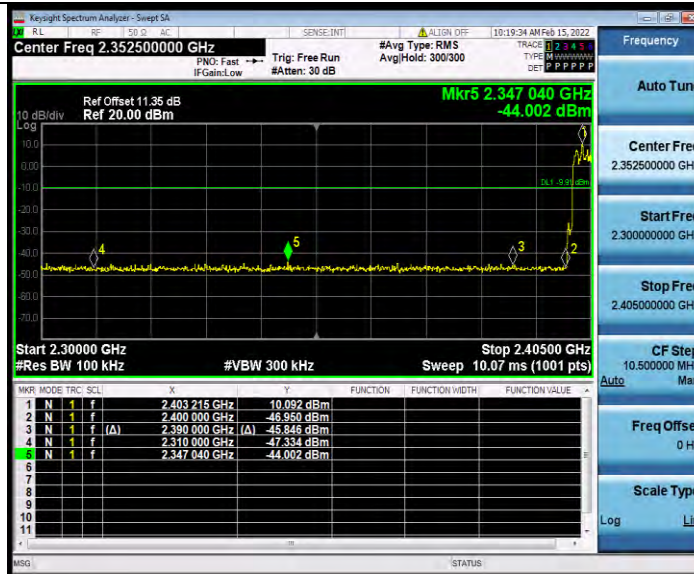 Keysight Spectrum Analyzer - Swept SA
RL RF 50 Ω AC SENSE:INT ALIGN OFF 10:19:34 AM Feb 15, 2022
Center Freq 2.352500000 GHz
PNO: Fast
IFGain:Low
Trig: Free Run
#Atten: 30 dB
#Avg Type: RMS
Avg|Hold: 300/300
TRACE 1 2 3 4 5 6
TYPE M WWWWW
DET P P P P P P
Ref Offset 11.35 dB
Ref 20.00 dBm
10 dB/div
Log
Mkr5 2.347 040 GHz
-44.002 dBm
10.0
0.00
-10.0
-20.0
-30.0
-40.0
-50.0
-60.0
-70.0
DL1 -9.91 dBm
4
5
3
2
Start 2.30000 GHz
Stop 2.40500 GHz
#Res BW 100 kHz
#VBW 300 kHz
Sweep 10.07 ms (1001 pts)
MKR MODE TRC SCL X Y FUNCTION FUNCTION WIDTH FUNCTION VALUE
1 N 1 f 2.403 215 GHz 10.092 dBm
2 N 1 f 2.400 000 GHz -46.950 dBm
3 N 1 f (Δ) 2.390 000 GHz (Δ) -45.846 dBm
4 N 1 f 2.310 000 GHz -47.334 dBm
5 N 1 f 2.347 040 GHz -44.002 dBm
6
7
8
9
10
11
MSG
STATUS
Frequency
Auto Tun
Center Fre
2.352500000 GH
Start Fre
2.300000000 GH
Stop Fre
2.405000000 GH
CF Ste
10.500000 MH
Auto Ma
Freq Offse
0 H
Scale Typ
Log Li